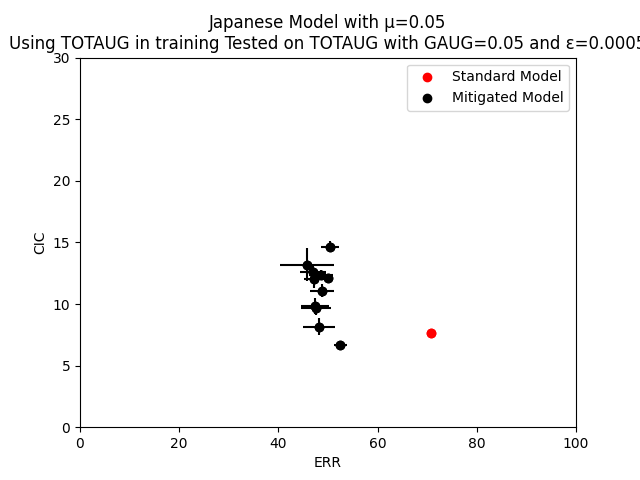 Japanese Model with μ=0.05
Using TOTAUG in training Tested on TOTAUG with GAUG=0.05 and ε=0.0005
Standard Model
Mitigated Model
30
25
20
15
10
5
0
CIC
0 20 40 60 80 100
ERR